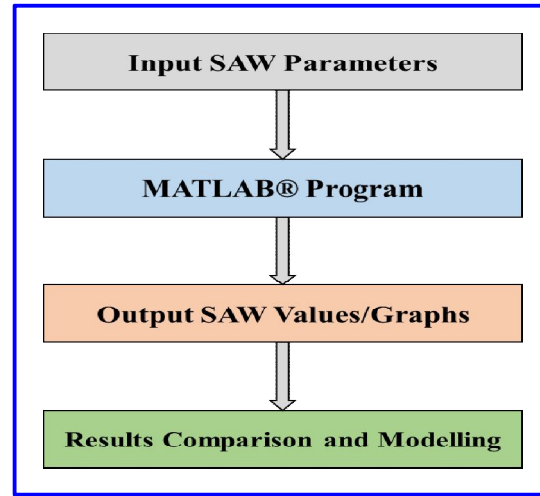 Input SAW Parameters
MATLAB® Program
Output SAW Values/Graphs
Results Comparison and Modelling